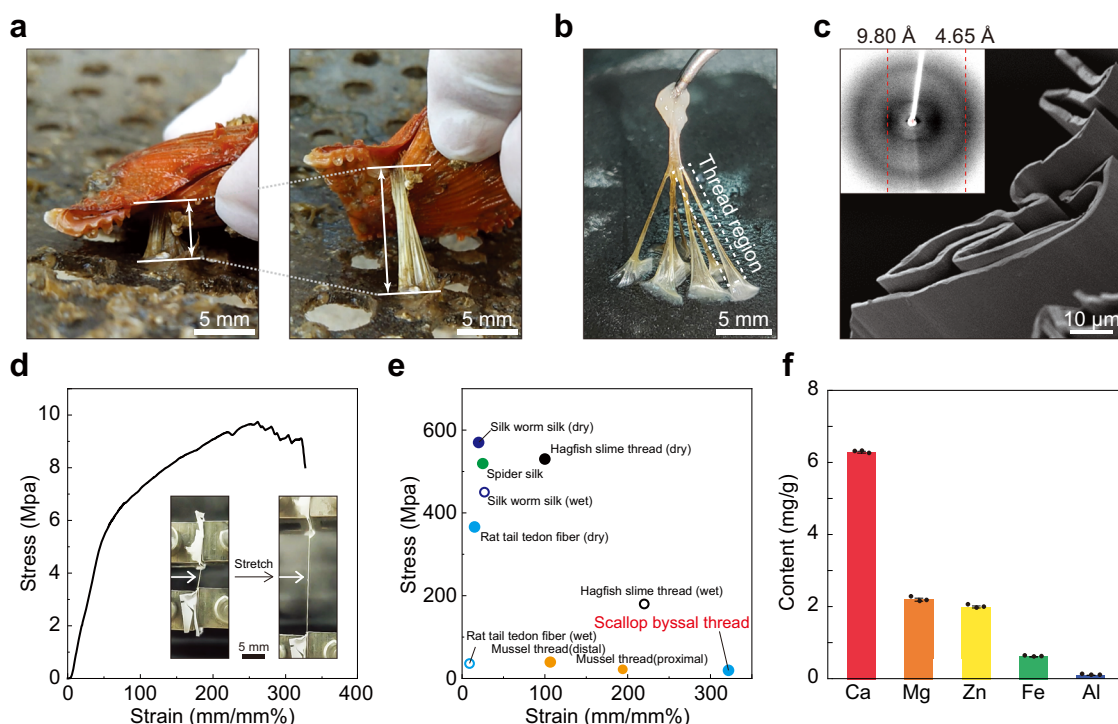 a
5 mm
5 mm
b
Thread region
5 mm
c
9.80 Å 4.65 Å
10 µm
d
Stress (Mpa)
10
8
6
4
2
0
0 100 200 300 400
Strain (mm/mm%)
Stretch
5 mm
e
Stress (Mpa)
600
400
200
0
0 100 200 300
Strain (mm/mm%)
Silk worm silk (dry)
Hagfish slime thread (dry)
Spider silk
Silk worm silk (wet)
Rat tail tedon fiber (dry)
Hagfish slime thread (wet)
Scallop byssal thread
Rat tail tedon fiber (wet)
Mussel thread(distal)
Mussel thread(proximal)
f
Content (mg/g)
8
6
4
2
0
Ca Mg Zn Fe Al